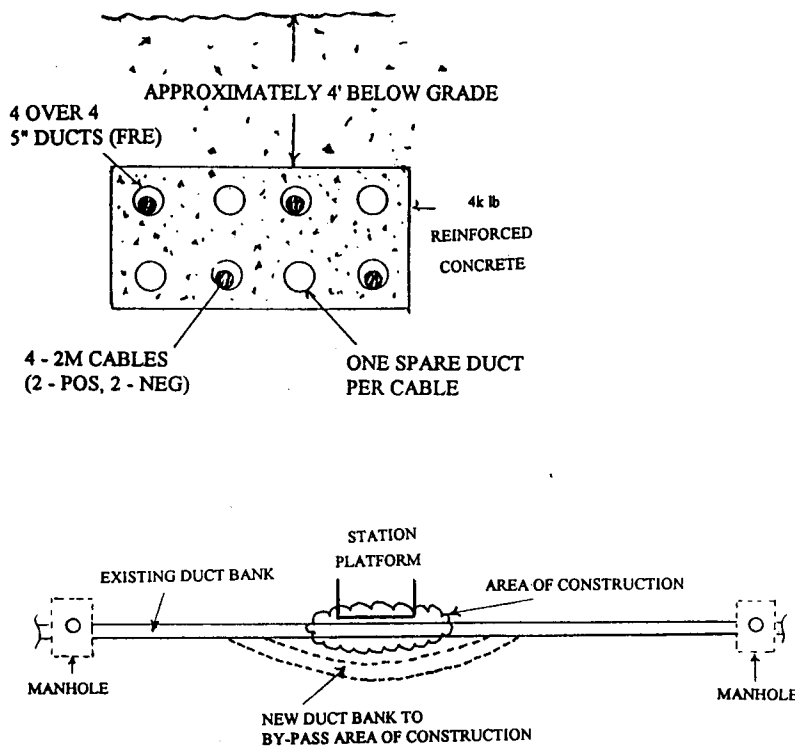 APPROXIMATELY 4' BELOW GRADE
4 OVER 4
5" DUCTS (FRE)
4k lb
REINFORCED
CONCRETE
4 - 2M CABLES
(2 - POS, 2 - NEG)
ONE SPARE DUCT
PER CABLE
STATION
PLATFORM
EXISTING DUCT BANK
AREA OF CONSTRUCTION
MANHOLE
MANHOLE
NEW DUCT BANK TO
BY-PASS AREA OF CONSTRUCTION